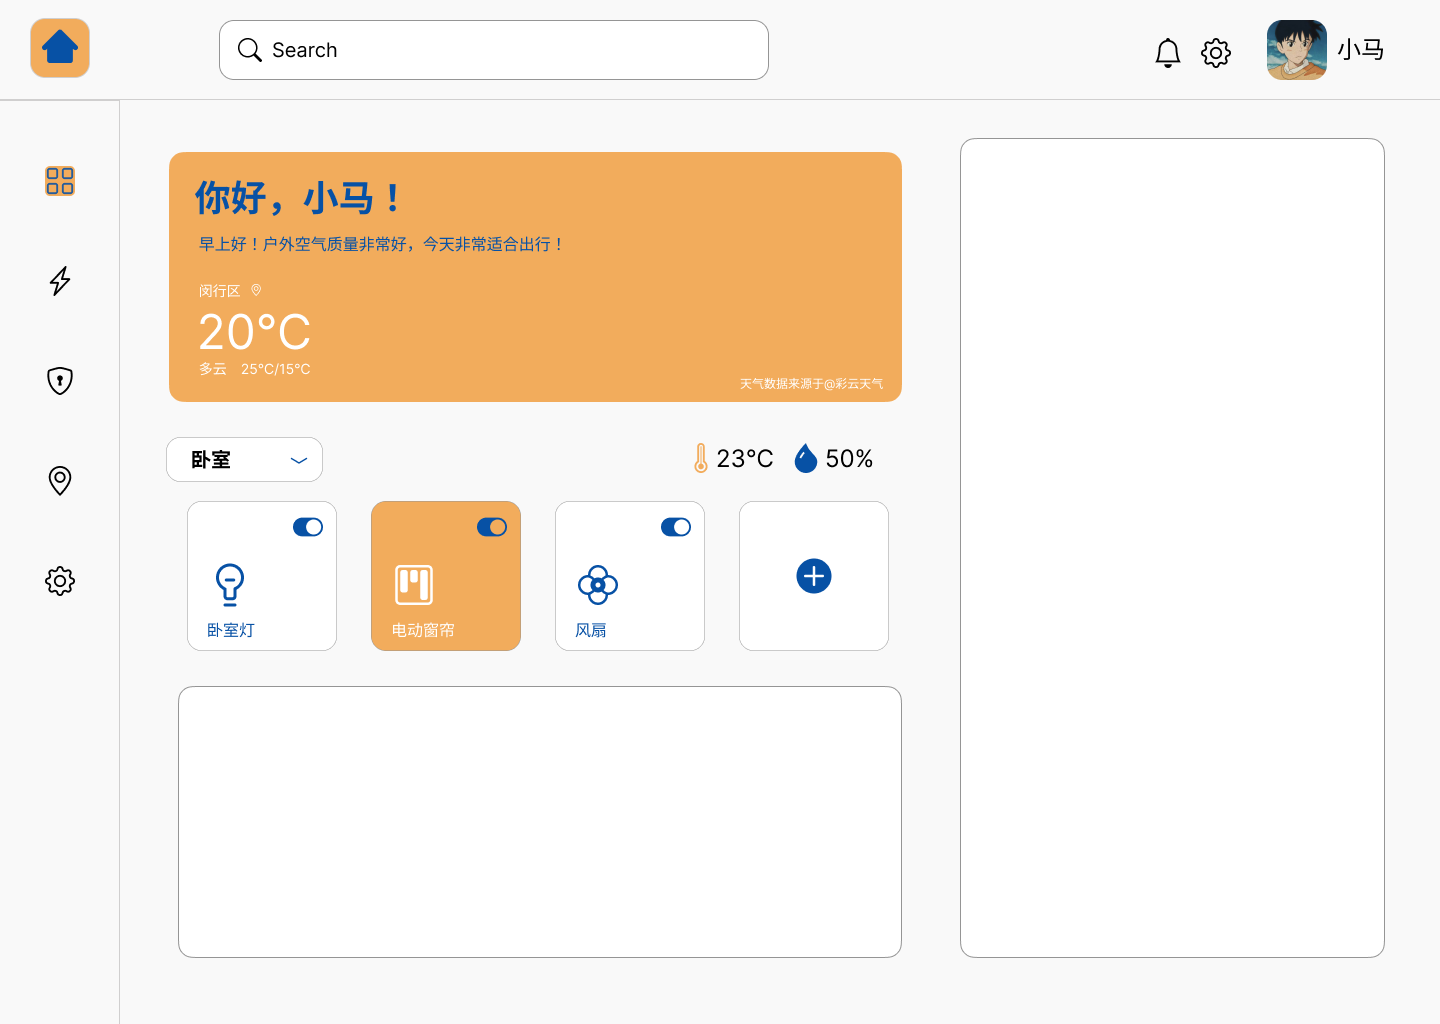 Search
小马
你好，小马！
早上好！户外空气质量非常好，今天非常适合出行！
闵行区
20°C
多云 25°C/15°C
天气数据来源于@彩云天气
卧室
23°C
50%
卧室灯
电动窗帘
风扇